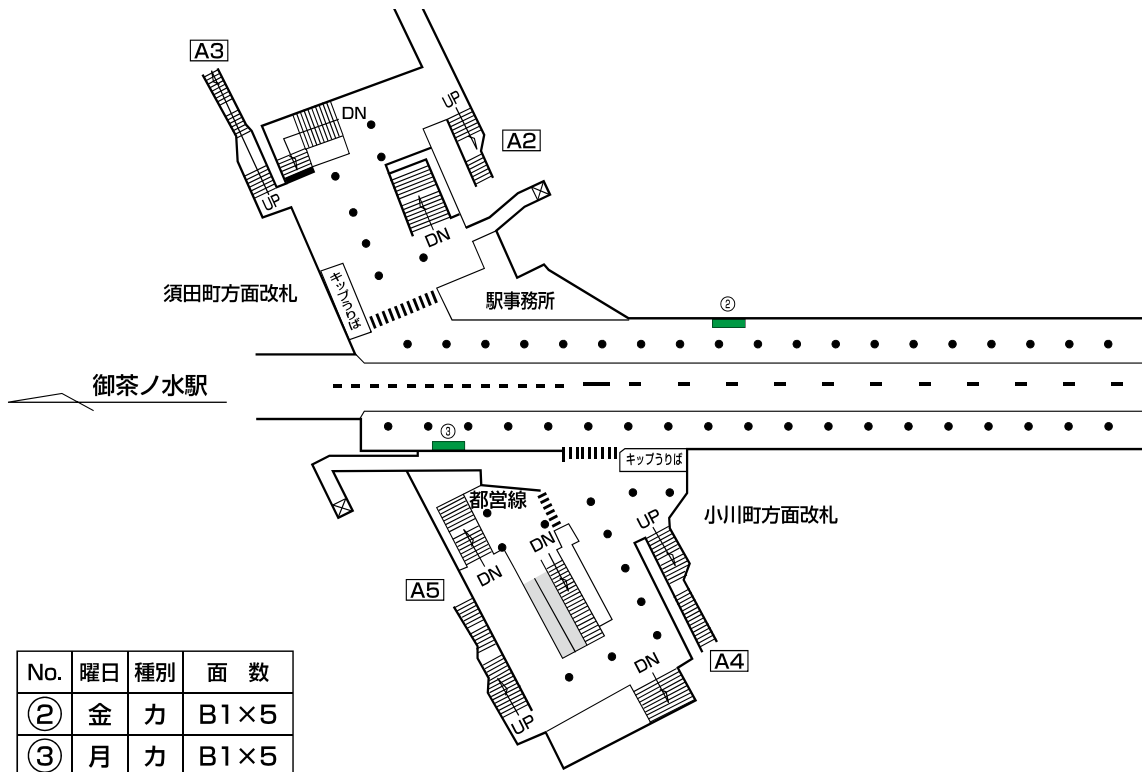 A3
DN
UP
A2
UP
DN
キップうりば
須田町方面改札
駅事務所
②
御茶ノ水駅
③
キップうりば
都営線
小川町方面改札
UP
DN
DN
A5
A4
DN
UP
No. 曜日 種別 面 数
② 金 カ B1×5
③ 月 カ B1×5